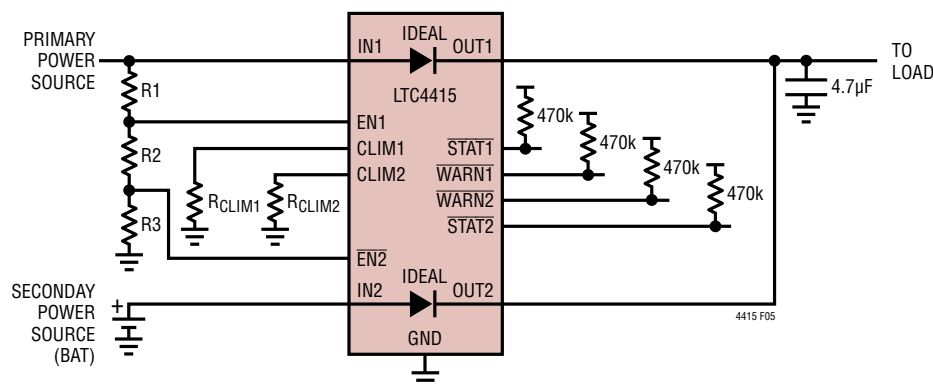 PRIMARY
POWER
SOURCE
R1
R2
R3
SECONDAY
POWER
SOURCE
(BAT)
+
RCLIM1
RCLIM2
IN1
IDEAL
OUT1
LTC4415
EN1
CLIM1
CLIM2
STAT1
WARN1
WARN2
STAT2
EN2
IN2
IDEAL
OUT2
GND
470k
470k
470k
470k
TO
LOAD
4.7µF
4415 F05